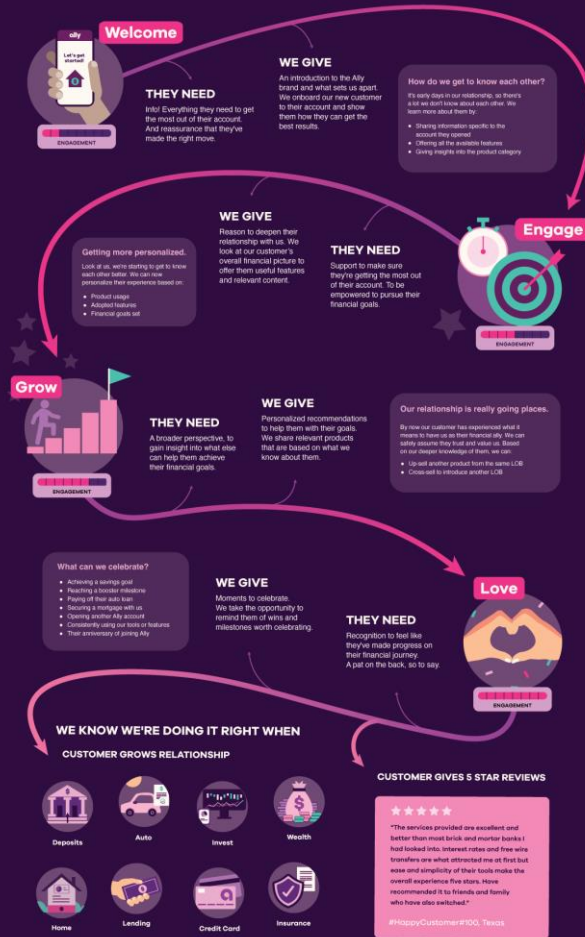 ally
Let's get
started!
Welcome
ENGAGEMENT
THEY NEED
Info! Everything they need to get
the most out of their account.
And reassurance that they've
made the right move.
WE GIVE
An introduction to the Ally
brand and what sets us apart.
We onboard our new customer
to their account and show
them how they can get the
best results.
How do we get to know each other?
It's early days in our relationship, so there's
a lot we don't know about each other. We
learn more about them by:
• Sharing information specific to the
account they opened
• Offering all the available features
• Giving insights into the product category
Engage
ENGAGEMENT
THEY NEED
Support to make sure
they're getting the most out
of their account. To be
empowered to pursue their
financial goals.
WE GIVE
Reason to deepen their
relationship with us. We
look at our customer's
overall financial picture to
offer them useful features
and relevant content.
Getting more personalized.
Look at us, we're starting to get to know
each other better. We can now
personalize their experience based on:
• Product usage
• Adopted features
• Financial goals set
Grow
ENGAGEMENT
THEY NEED
A broader perspective, to
gain insight into what else
can help them achieve
their financial goals.
WE GIVE
Personalized recommendations
to help them with their goals.
We share relevant products
that are based on what we
know about them.
Our relationship is really going places.
By now our customer has experienced what it
means to have us as their financial ally. We can
safely assume they trust and value us. Based
on our deeper knowledge of them, we can:
• Up-sell another product from the same LOB
• Cross-sell to introduce another LOB
Love
ENGAGEMENT
THEY NEED
Recognition to feel like
they've made progress on
their financial journey.
A pat on the back, so to say.
WE GIVE
Moments to celebrate.
We take the opportunity to
remind them of wins and
milestones worth celebrating.
What can we celebrate?
• Achieving a savings goal
• Reaching a booster milestone
• Paying off their auto loan
• Securing a mortgage with us
• Opening another Ally account
• Consistently using our tools or features
• Their anniversary of joining Ally
WE KNOW WE'RE DOING IT RIGHT WHEN
CUSTOMER GROWS RELATIONSHIP
Deposits
Auto
Invest
Wealth
Home
Lending
Credit Card
Insurance
CUSTOMER GIVES 5 STAR REVIEWS
"The services provided are excellent and
better than most brick and mortar banks I
had looked into. Interest rates and free wire
transfers are what attracted me at first but
ease and simplicity of their tools make the
overall experience five stars. Have
recommended it to friends and family
who have also switched."
#HappyCustomer#100, Texas